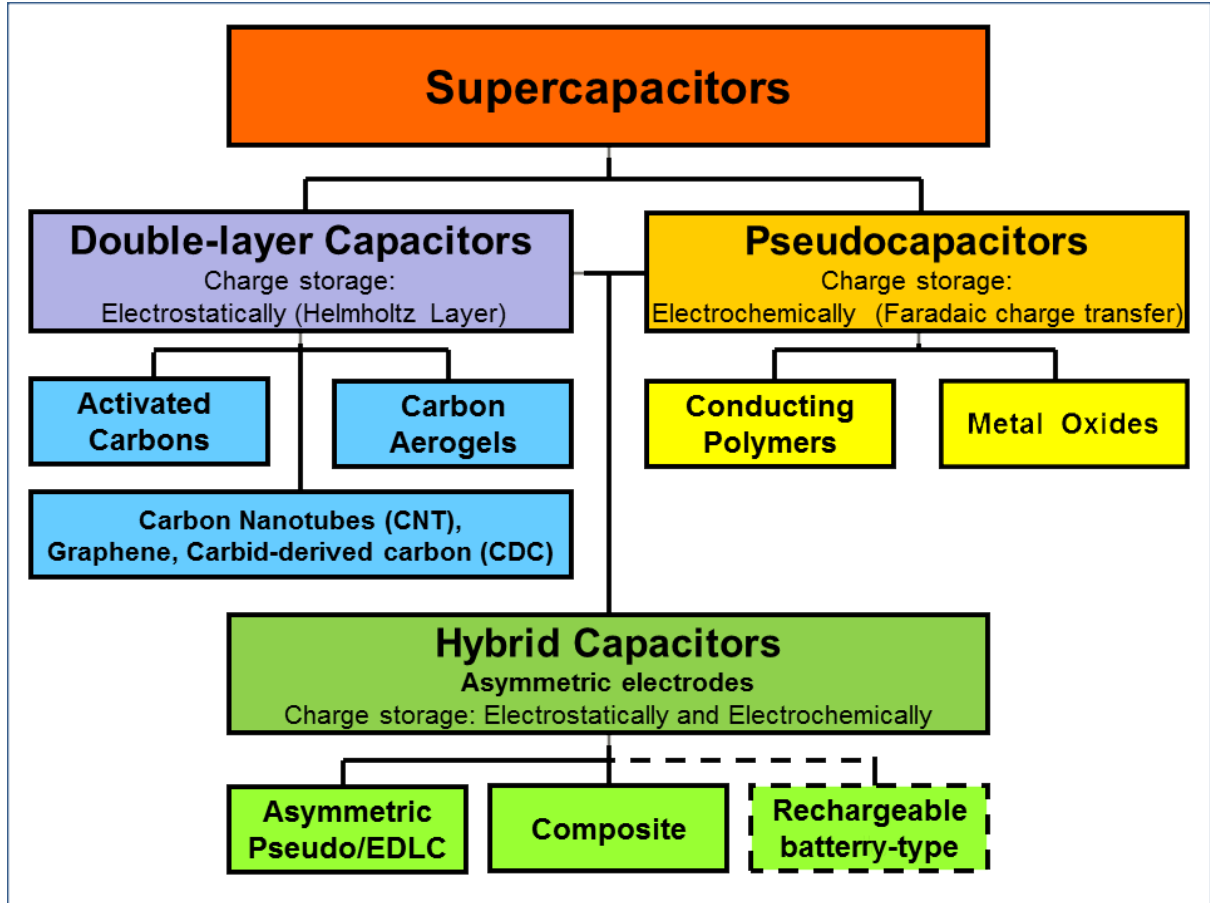 Supercapacitors
Double-layer Capacitors
Charge storage:
Electrostatically (Helmholtz Layer)
Pseudocapacitors
Charge storage:
Electrochemically (Faradaic charge transfer)
Activated
Carbons
Carbon
Aerogels
Conducting
Polymers
Metal Oxides
Carbon Nanotubes (CNT),
Graphene, Carbid-derived carbon (CDC)
Hybrid Capacitors
Asymmetric electrodes
Charge storage: Electrostatically and Electrochemically
Asymmetric
Pseudo/EDLC
Composite
Rechargeable
batterry-type